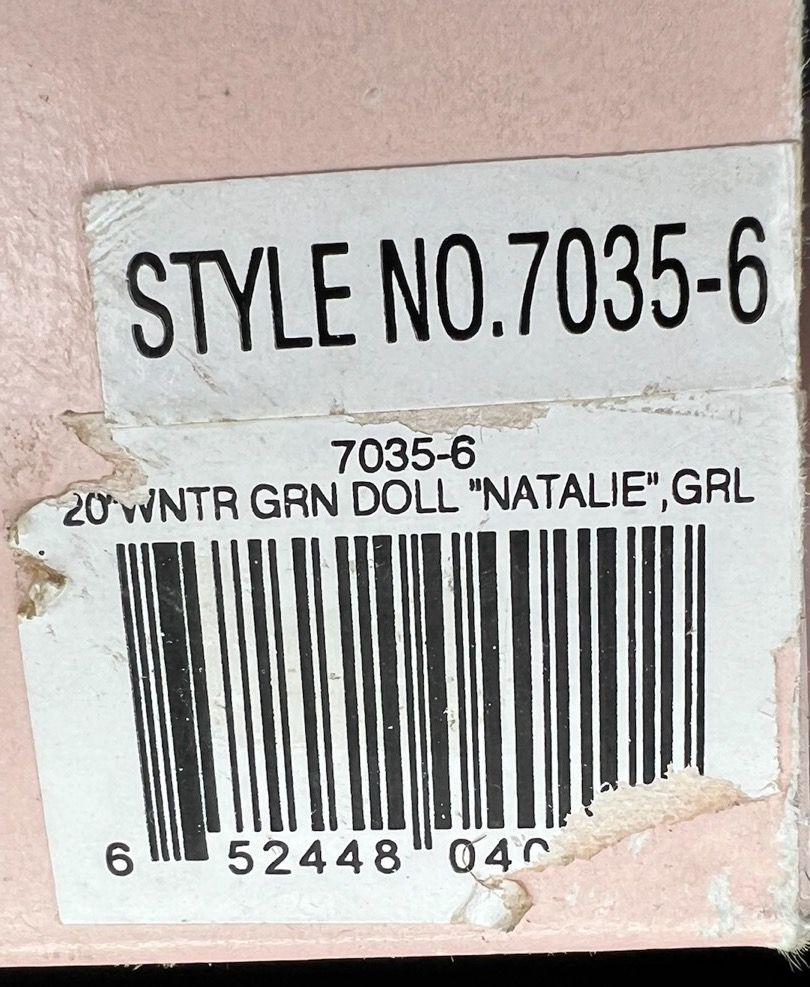 STYLE NO.7035-6
7035-6
20" WNTR GRN DOLL "NATALIE",GRL
6 52448 04